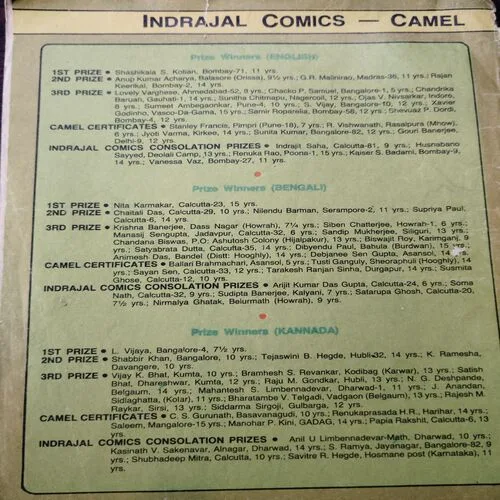 INDRAJAL COMICS — CAMEL
Prize Winners (ENGLISH)
1ST PRIZE ● Shashikala S. Kotian, Bombay-71, 11 yrs.
2ND PRIZE ● Anup Kumar Acharya, Balasore (Orissa), 9½ yrs.; G.R. Malinirao, Madras-36, 11 yrs.; Rajan
Keerikal, Bombay-2, 14 yrs.
3RD PRIZE ● Lovely Varghese, Ahmedabad-52, 9 yrs.; Chacko P. Samuel, Bangalore-1, 5 yrs.; Chandrika
Baruah, Gauhati-1, 14 yrs.; Sunitha Chitmapu, Nagercoil, 12 yrs.; Ojas V. Nivsarkar, Indore,
8 yrs.; Sumeet Ambegaonkar, Pune-4, 10 yrs.; S. Vijay, Bangalore-10, 12 yrs.; Xavier
Godinho, Vasco-da-Gama, 15 yrs.; Samir Roparelia, Bombay-58, 12 yrs.; Shevuaz P. Dordi,
Bombay-4, 12 yrs.
CAMEL CERTIFICATES ● Stanley Francis, Pimpri (Pune-18), 7 yrs.; R. Vishwanath, Rasalpura (Mhow),
6 yrs.; Jyoti Varma, Kirkee, 14 yrs.; Sunita Kumar, Bangalore-82, 12 yrs.; Gouri Banerjee,
Delhi-9, 12 yrs.
INDRAJAL COMICS CONSOLATION PRIZES ● Indrajit Saha, Calcutta-81, 9 yrs.; Husnabano
Sayyed, Deolali Camp, 13 yrs.; Renuka Rao, Poona-1, 15 yrs.; Kaiser S. Badami, Bombay-9,
14 yrs.; Vanessa Vaz, Bombay-27, 11 yrs.
Prize Winners (BENGALI)
1ST PRIZE ● Nita Karmakar, Calcutta-23, 15 yrs.
2ND PRIZE ● Chaitali Das, Calcutta-29, 10 yrs.; Nilendu Barman, Serampore-2, 11 yrs.; Supriya Paul,
Calcutta-6, 14 yrs.
3RD PRIZE ● Krishna Banerjee, Dass Nagar (Howrah), 7¼ yrs.; Siben Chatterjee, Howrah-1, 6 yrs.;
Manasij Sengupta, Jadavpur, Calcutta-32, 6 yrs.; Sandip Mukherjee, Siliguri, 13 yrs.;
Chandana Biswas, P.O: Ashutosh Colony (Hijalpukur), 13 yrs.; Biswajit Roy, Karimganj, 9
yrs.; Satyabrata Dutta, Calcutta-35, 14 yrs.; Dibyendu Paul, Bahula (Burdwan), 15 yrs.;
Animesh Das, Bandel (Distt: Hooghly), 14 yrs.; Debjanee Sen Gupta, Asansol, 14 yrs.
CAMEL CERTIFICATES ● Bailari Brahmachari, Asansol, 5 yrs.; Tusti Ganguly, Sheoraphuli (Hooghly), 14
yrs.; Sayan Sen, Calcutta-33, 12 yrs.; Tarakesh Ranjan Sinha, Durgapur, 14 yrs.; Susmita
Ghose, Calcutta-12, 10 yrs.
INDRAJAL COMICS CONSOLATION PRIZES ● Arijit Kumar Das Gupta, Calcutta-24, 6 yrs.; Soma
Nath, Calcutta-32, 9 yrs.; Sudipta Banerjee, Kalyani, 7 yrs.; Satarupa Ghosh, Calcutta-20,
7½ yrs.; Nirmalya Ghatak, Belurmath (Howrah), 9 yrs.
Prize Winners (KANNADA)
1ST PRIZE ● L. Vijaya, Bangalore-4, 7½ yrs.
2ND PRIZE ● Shabbir Khan, Bangalore, 10 yrs.; Tejaswini B. Hegde, Hubli-32, 14 yrs.; K. Ramesha,
Davangere, 10 yrs.
3RD PRIZE ● Vijay K. Bhat, Kumta, 10 yrs.; Bramhesh S. Revankar, Kodibag (Karwar), 13 yrs.; Satish
Bhat, Dhareshwar, Kumta, 12 yrs.; Raju M. Gondkar, Hubli, 13 yrs.; N. G. Deshpande,
Belgaum, 14 yrs.; Mahantesh S. Limbennadevar, Dharwad-1, 11 yrs.; J. Anandan,
Sidlaghatta, (Kotar), 11 yrs.; Bharatambe V. Talgadi, Vadgaon (Belgaum), 13 yrs.; Rajesh M.
Raykar, Sirsi, 13 yrs.; Siddarma Sirgoji, Gulbarga, 12 yrs.
CAMEL CERTIFICATES ● C. S. Gurunath, Basavanagudi, 10 yrs.; Renukaprasada H.R., Harihar, 14 yrs.;
Saleem, Mangalore-15 yrs.; Manohar P. Kini, GADAG, 14 yrs.; Papia Rakshit, Calcutta-6, 13
yrs.
INDRAJAL COMICS CONSOLATION PRIZES ● Anil U Limbennadevar-Math, Dharwad, 10 yrs.;
Kasinath V. Sakenavar, Alnagar, Dharwad, 14 yrs.; S. Ramya, Jayanagar, Bangalore-82, 9
yrs.; Shubhadeep Mitra, Calcutta, 10 yrs.; Savitre R. Hegde, Hosmane post (Karnataka), 11
yrs.